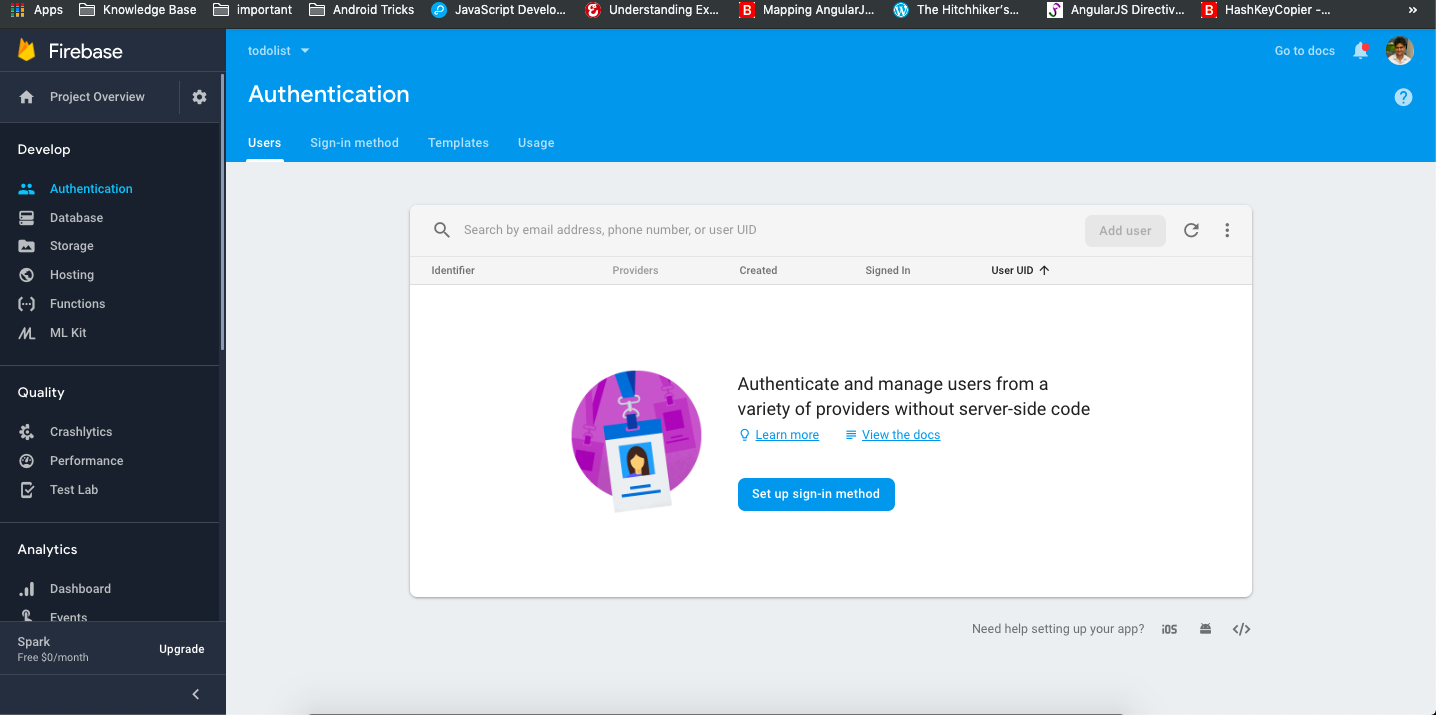 Apps Knowledge Base important Android Tricks JavaScript Develo... Understanding Ex... Mapping AngularJ... The Hitchhiker's... AngularJS Directiv... HashKeyCopier -... »
Firebase
Project Overview
Develop
Authentication
Database
Storage
Hosting
Functions
ML Kit
Quality
Crashlytics
Performance
Test Lab
Analytics
Dashboard
Events
Spark
Free $0/month
Upgrade
todolist
Go to docs
Authentication
Users Sign-in method Templates Usage
Search by email address, phone number, or user UID
Add user
Identifier Providers Created Signed In User UID
Authenticate and manage users from a
variety of providers without server-side code
Learn more View the docs
Set up sign-in method
Need help setting up your app? iOS